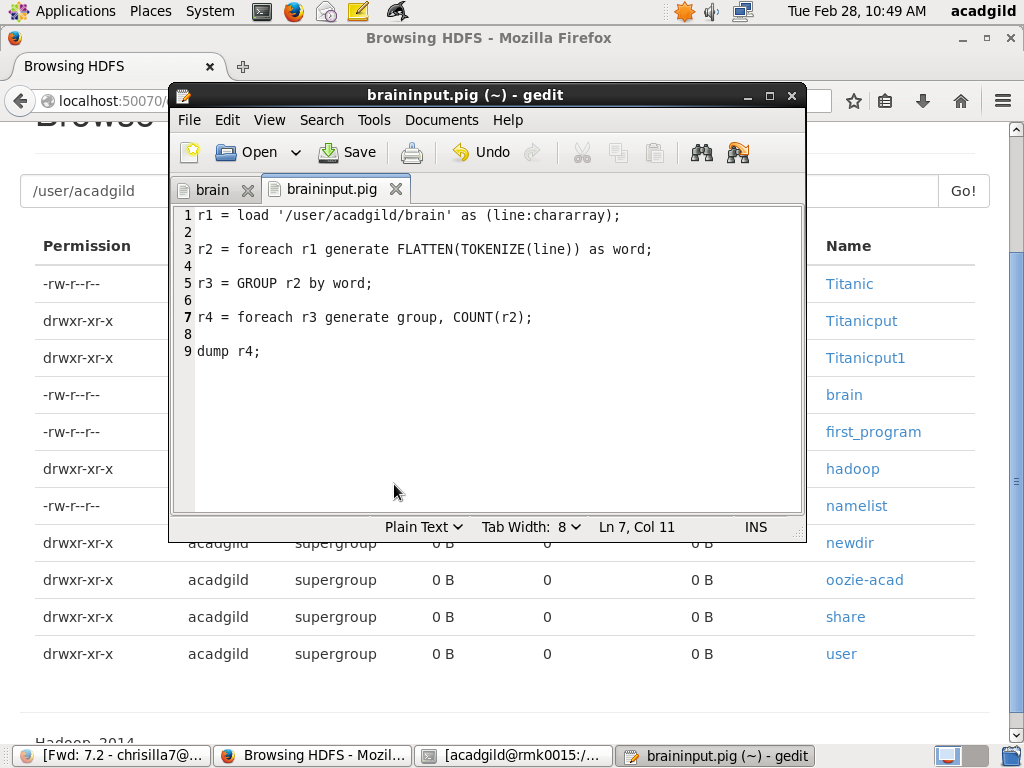 Applications Places System Tue Feb 28, 10:49 AM acadgild
Browsing HDFS - Mozilla Firefox
Browsing HDFS
localhost:50070/
braininput.pig (~) - gedit
File Edit View Search Tools Documents Help
Open Save Undo
brain braininput.pig
/user/acadgild Go!
1 r1 = load '/user/acadgild/brain' as (line:chararray);
2
3 r2 = foreach r1 generate FLATTEN(TOKENIZE(line)) as word;
4
5 r3 = GROUP r2 by word;
6
7 r4 = foreach r3 generate group, COUNT(r2);
8
9 dump r4;
Plain Text Tab Width: 8 Ln 7, Col 11 INS
Permission Name
-rw-r--r-- Titanic
drwxr-xr-x Titanicput
drwxr-xr-x Titanicput1
-rw-r--r-- brain
-rw-r--r-- first_program
drwxr-xr-x hadoop
-rw-r--r-- namelist
drwxr-xr-x acadgild supergroup 0 B 0 0 B newdir
drwxr-xr-x acadgild supergroup 0 B 0 0 B oozie-acad
drwxr-xr-x acadgild supergroup 0 B 0 0 B share
drwxr-xr-x acadgild supergroup 0 B 0 0 B user
Hadoop, 2014.
[Fwd: 7.2 - chrisilla7@... Browsing HDFS - Mozil... [acadgild@rmk0015:/... braininput.pig (~) - gedit